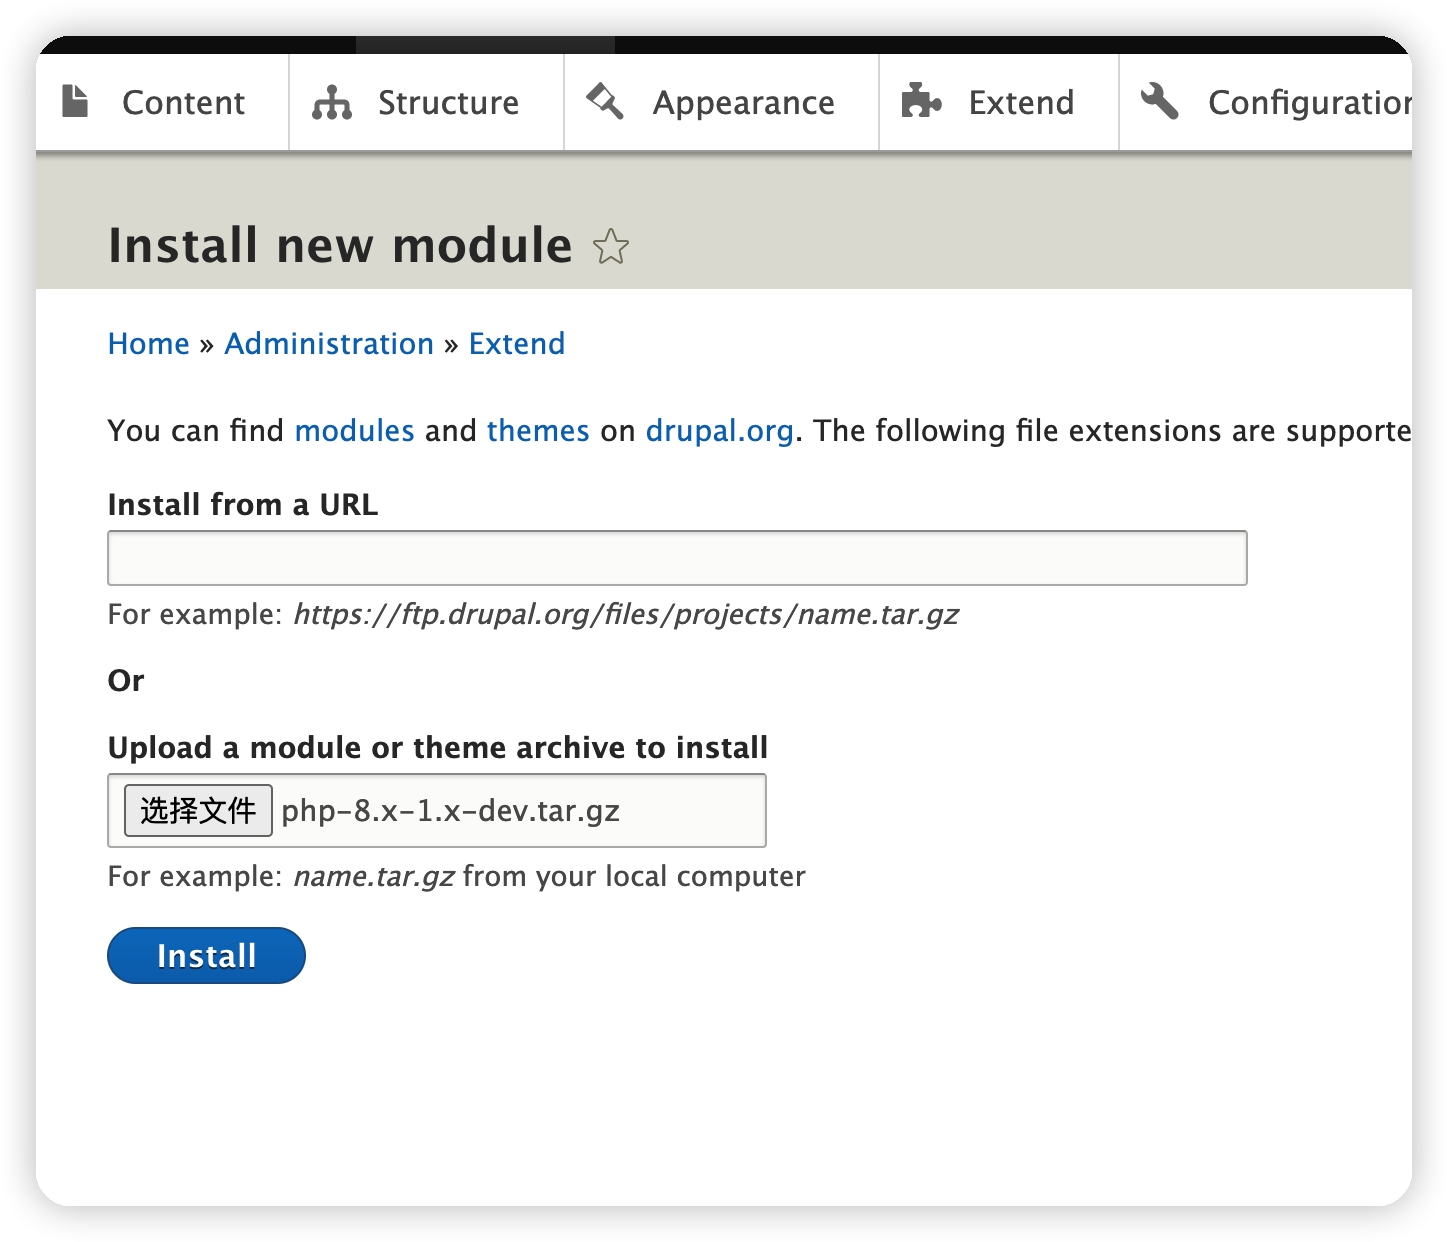 Content Structure Appearance Extend Configuration
Install new module
Home » Administration » Extend
You can find modules and themes on drupal.org. The following file extensions are supporte
Install from a URL
For example: https://ftp.drupal.org/files/projects/name.tar.gz
Or
Upload a module or theme archive to install
选择文件 php-8.x-1.x-dev.tar.gz
For example: name.tar.gz from your local computer
Install